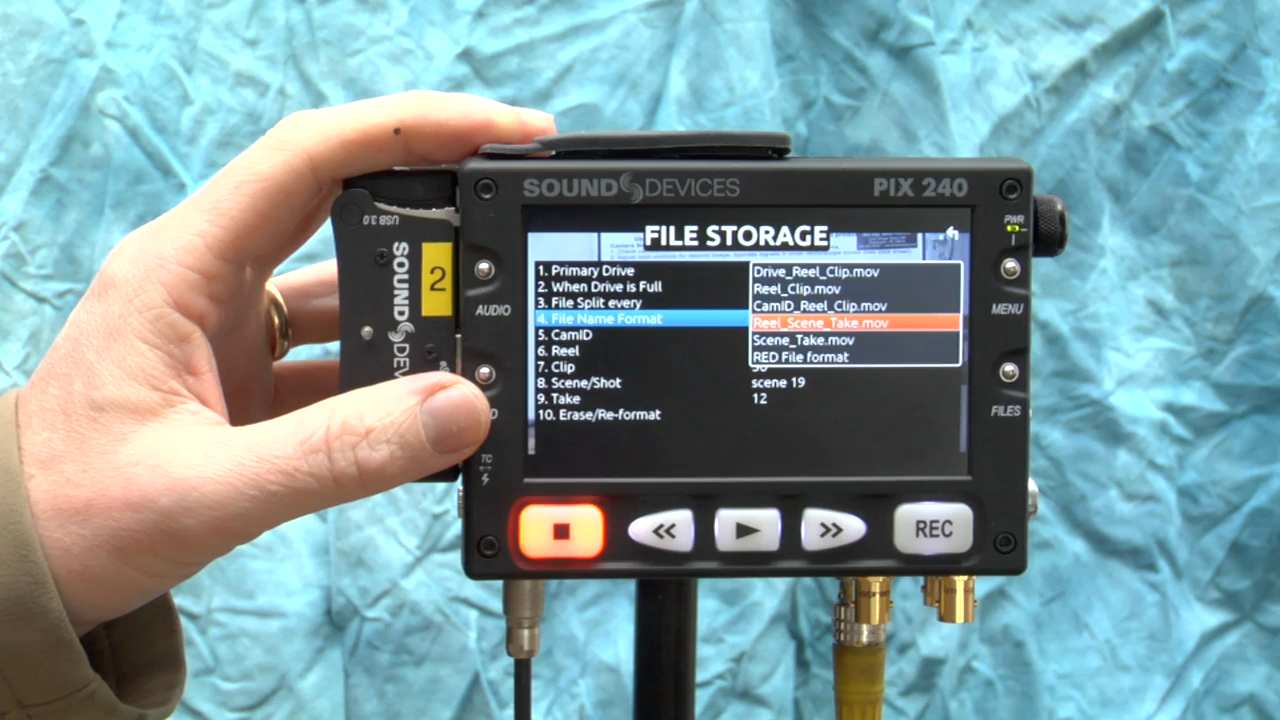 SOUND DEVICES
PIX 240
USB 3.0
SOUND DEVI
2
PWR
AUDIO
MENU
FILES
D
TC
FILE STORAGE
1. Primary Drive
2. When Drive is Full
3. File Split every
4. File Name Format
5. CamID
6. Reel
7. Clip
8. Scene/Shot scene 19
9. Take 12
10. Erase/Re-format
Drive_Reel_Clip.mov
Reel_Clip.mov
CamID_Reel_Clip.mov
Reel_Scene_Take.mov
Scene_Take.mov
RED File format
REC